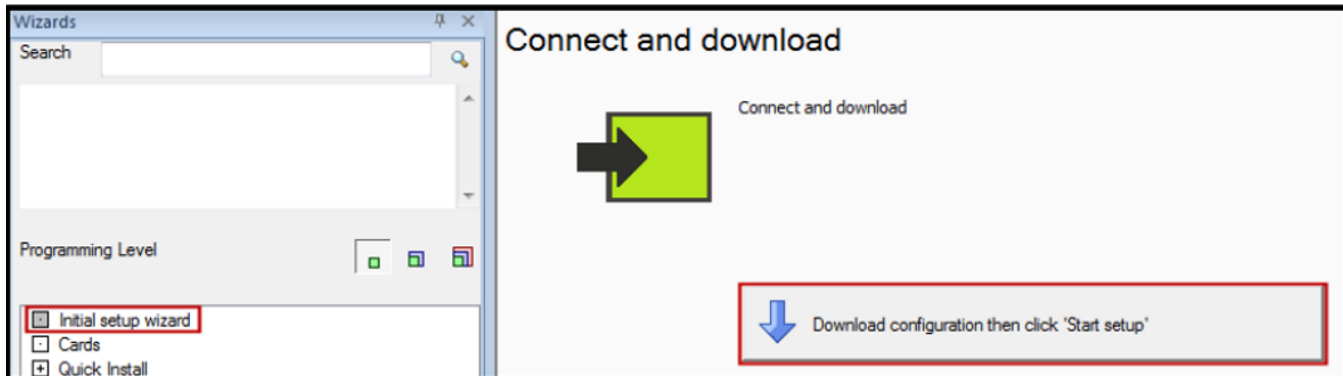 Wizards
Search
Programming Level
Initial setup wizard
Cards
Quick Install
Connect and download
Connect and download
Download configuration then click 'Start setup'